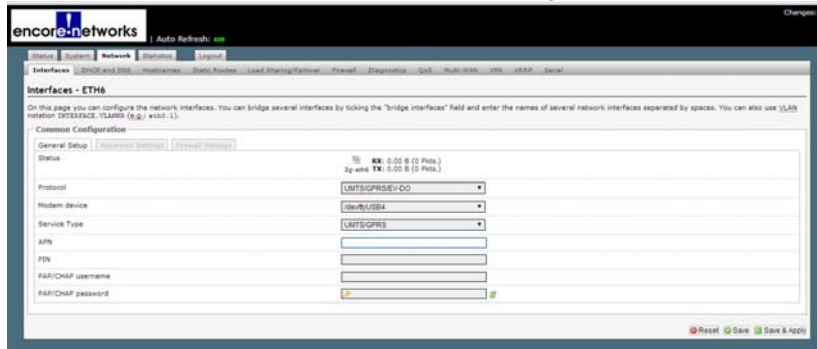 Changes:
encore!networks | Auto Refresh: on
Status System Network Statistics Logout
Interfaces DHCP and DNS Hostnames Static Routes Load Sharing/Failover Firewall Diagnostics QoS Multi-WAN VPN VRRP Serial
Interfaces - ETH6
On this page you can configure the network interfaces. You can bridge several interfaces by ticking the "bridge interfaces" field and enter the names of several network interfaces separated by spaces. You can also use VLAN
notation INTERFACE.VLANNR (e.g.: eth0.1).
Common Configuration
General Setup Advanced Settings Firewall Settings
Status
RX: 0.00 B (0 Pkts.)
3g-eth6 TX: 0.00 B (0 Pkts.)
Protocol UMTS/GPRS/EV-DO
Modem device /dev/ttyUSB4
Service Type UMTS/GPRS
APN
PIN
PAP/CHAP username
PAP/CHAP password
Reset Save Save & Apply